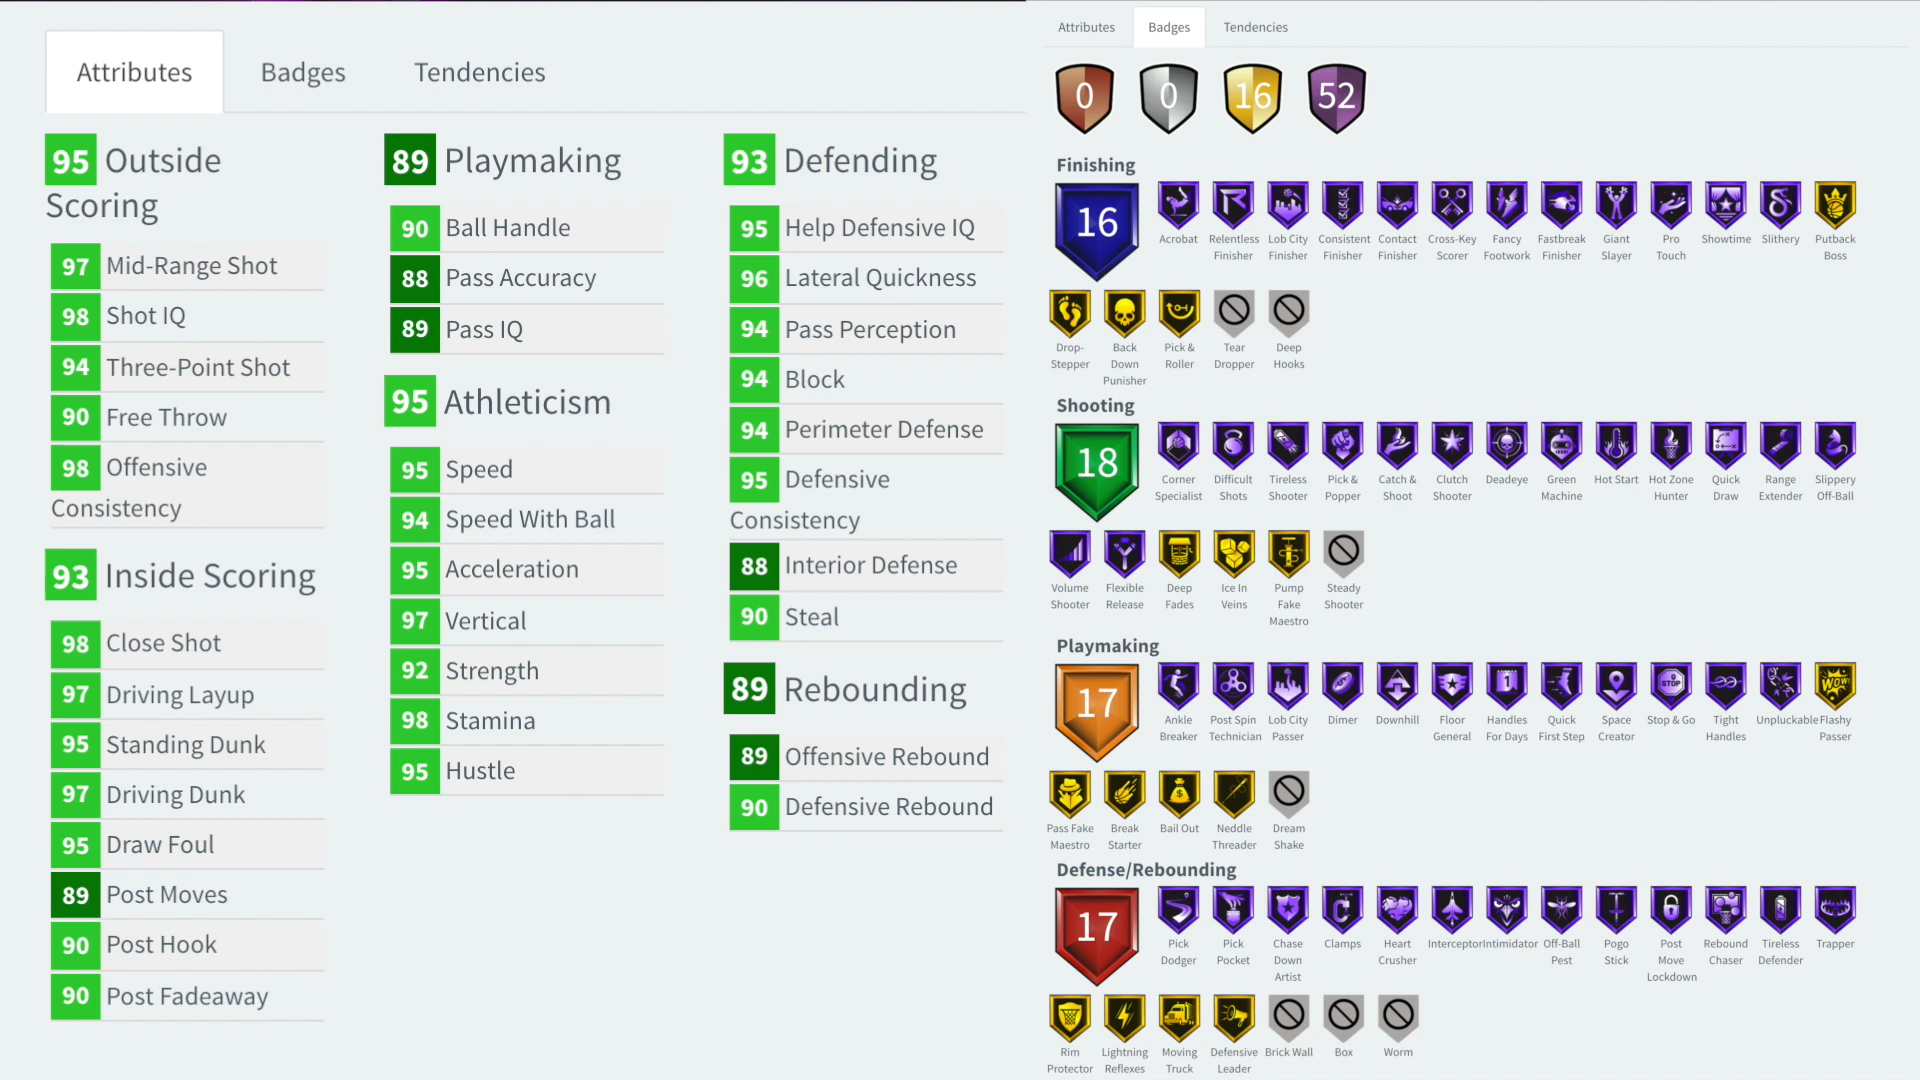 Attributes
Badges
Tendencies
95 Outside
Scoring
97 Mid-Range Shot
98 Shot IQ
94 Three-Point Shot
90 Free Throw
98 Offensive
Consistency
93 Inside Scoring
98 Close Shot
97 Driving Layup
95 Standing Dunk
97 Driving Dunk
95 Draw Foul
89 Post Moves
90 Post Hook
90 Post Fadeaway
89 Playmaking
90 Ball Handle
88 Pass Accuracy
89 Pass IQ
95 Athleticism
95 Speed
94 Speed With Ball
95 Acceleration
97 Vertical
92 Strength
98 Stamina
95 Hustle
93 Defending
95 Help Defensive IQ
96 Lateral Quickness
94 Pass Perception
94 Block
94 Perimeter Defense
95 Defensive
Consistency
88 Interior Defense
90 Steal
89 Rebounding
89 Offensive Rebound
90 Defensive Rebound
Attributes
Badges
Tendencies
0
0
16
52
Finishing
16
Acrobat
Relentless
Finisher
Lob City
Finisher
Consistent
Finisher
Contact
Finisher
Cross-Key
Scorer
Fancy
Footwork
Fastbreak
Finisher
Giant
Slayer
Pro
Touch
Showtime
Slithery
Putback
Boss
Drop-
Stepper
Back
Down
Punisher
Pick &
Roller
Tear
Dropper
Deep
Hooks
Shooting
18
Corner
Specialist
Difficult
Shots
Tireless
Shooter
Pick &
Popper
Catch &
Shoot
Clutch
Shooter
Deadeye
Green
Machine
Hot Start
Hot Zone
Hunter
Quick
Draw
Range
Extender
Slippery
Off-Ball
Volume
Shooter
Flexible
Release
Deep
Fades
Ice In
Veins
Pump
Fake
Maestro
Steady
Shooter
Playmaking
17
Ankle
Breaker
Post Spin
Technician
Lob City
Passer
Dimer
Downhill
Floor
General
Handles
For Days
1
Quick
First Step
Space
Creator
STOP
Stop & Go
Tight
Handles
Unpluckable
WOW!
Flashy
Passer
Pass Fake
Maestro
Break
Starter
Bail Out
Neddle
Threader
Dream
Shake
Defense/Rebounding
17
Pick
Dodger
Pick
Pocket
Chase
Down
Artist
Clamps
Heart
Crusher
Interceptor
Intimidator
Off-Ball
Pest
Pogo
Stick
Post
Move
Lockdown
Rebound
Chaser
Tireless
Defender
Trapper
Rim
Protector
Lightning
Reflexes
Moving
Truck
Defensive
Leader
Brick Wall
Box
Worm